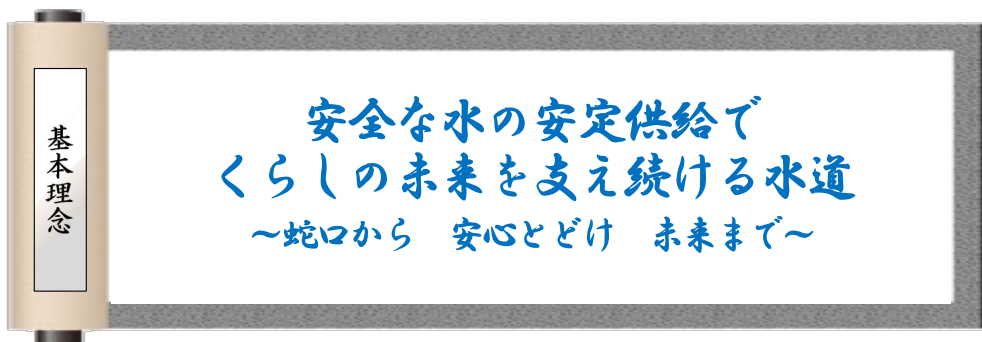 基本理念
安全な水の安定供給で
くらしの未来を支え続ける水道
～蛇口から　安心とどけ　未来まで～